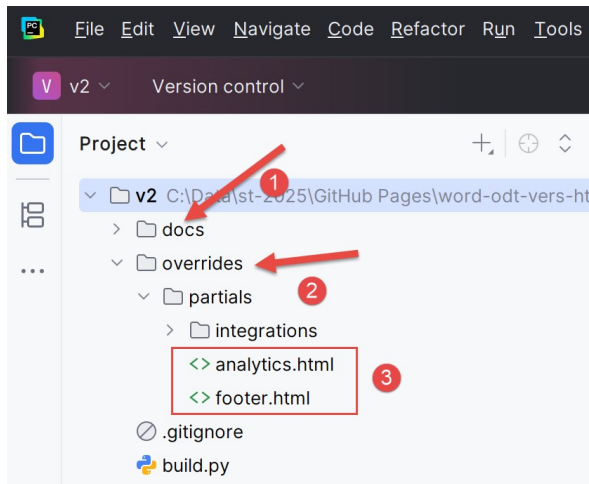 PC File Edit View Navigate Code Refactor Run Tools
V v2 Version control
Project
1
v2 C:\Data\st-2025\GitHub Pages\word-odt-vers-ht
docs
overrides
2
partials
integrations
analytics.html
3
footer.html
.gitignore
build.py